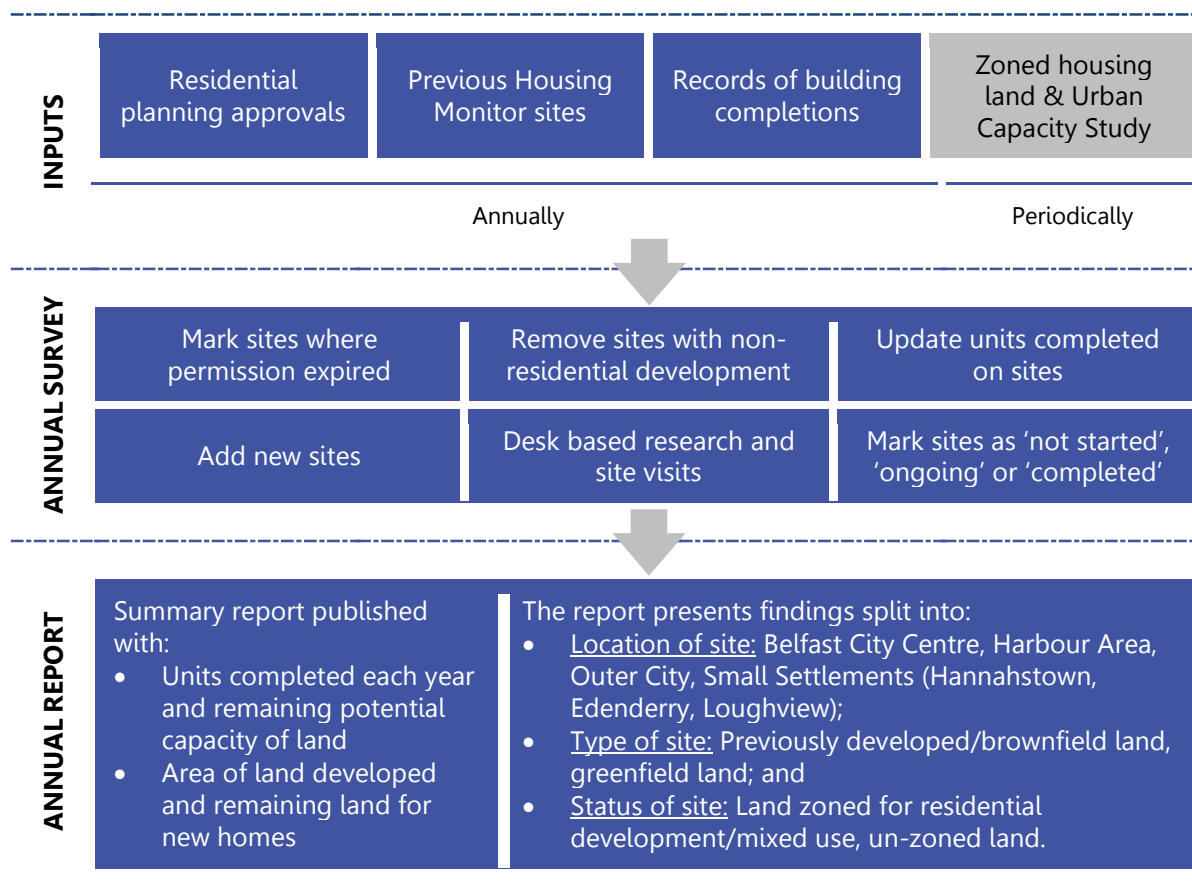 INPUTS
Residential
planning approvals
Previous Housing
Monitor sites
Records of building
completions
Zoned housing
land & Urban
Capacity Study
Annually
Periodically
ANNUAL SURVEY
Mark sites where
permission expired
Remove sites with non-
residential development
Update units completed
on sites
Add new sites
Desk based research and
site visits
Mark sites as ‘not started’,
‘ongoing’ or ‘completed’
ANNUAL REPORT
Summary report published
with:
• Units completed each year
and remaining potential
capacity of land
• Area of land developed
and remaining land for
new homes
The report presents findings split into:
• Location of site: Belfast City Centre, Harbour Area,
Outer City, Small Settlements (Hannahstown,
Edenderry, Loughview);
• Type of site: Previously developed/brownfield land,
greenfield land; and
• Status of site: Land zoned for residential
development/mixed use, un-zoned land.